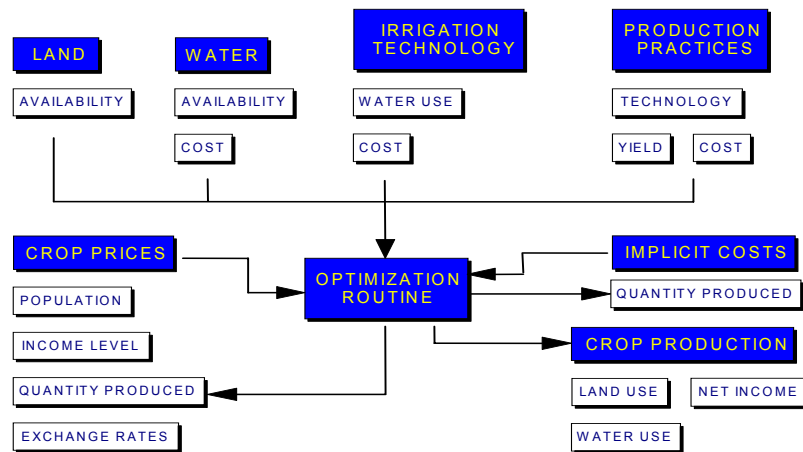 LAND
AVAILABILITY
WATER
AVAILABILITY
COST
IRRIGATION
TECHNOLOGY
WATER USE
COST
PRODUCTION
PRACTICES
TECHNOLOGY
YIELD
COST
CROP PRICES
POPULATION
INCOME LEVEL
QUANTITY PRODUCED
EXCHANGE RATES
OPTIMIZATION
ROUTINE
IMPLICIT COSTS
QUANTITY PRODUCED
CROP PRODUCTION
LAND USE
NET INCOME
WATER USE